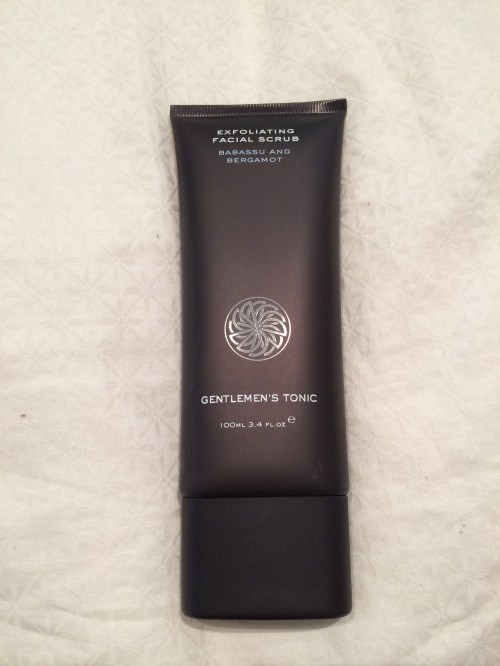 EXFOLIATING
FACIAL SCRUB
BABASSU AND
BERGAMOT
GENTLEMEN'S TONIC
100ML 3.4 FL.OZ e